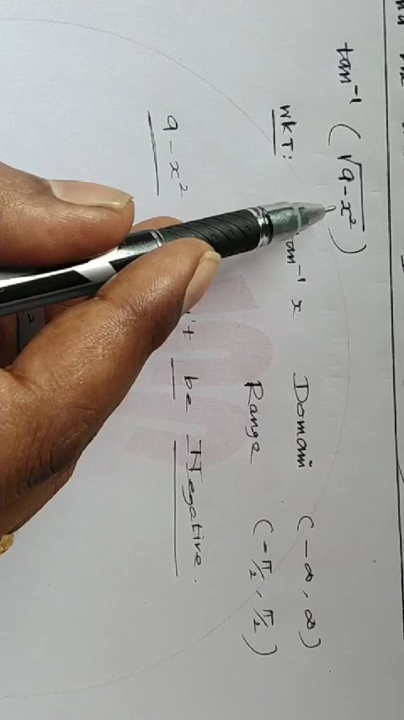 tan⁻¹ (√9-x²)
WKT: tan⁻¹ x Domain (-∞, ∞)
Range (-π/2, π/2)
9-x² 't be Negative.